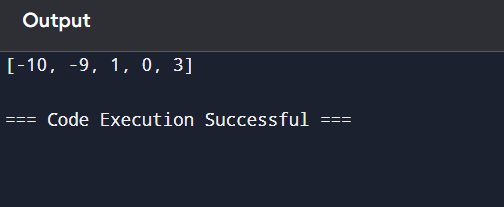 Output
[-10, -9, 1, 0, 3]
=== Code Execution Successful ===